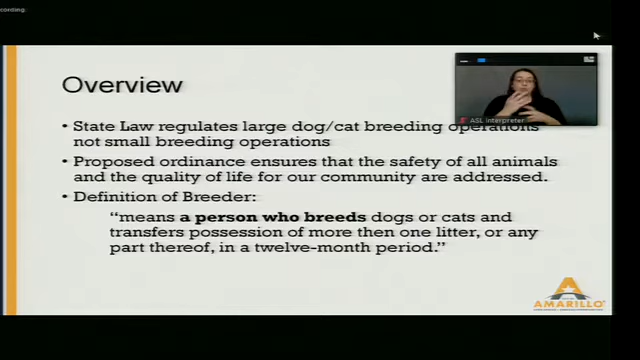 cording:
Overview
ASL Interpreter
• State Law regulates large dog/cat breeding operations
not small breeding operations
• Proposed ordinance ensures that the safety of all animals
and the quality of life for our community are addressed.
• Definition of Breeder:
“means a person who breeds dogs or cats and
transfers possession of more then one litter, or any
part thereof, in a twelve-month period.”
AMARILLO